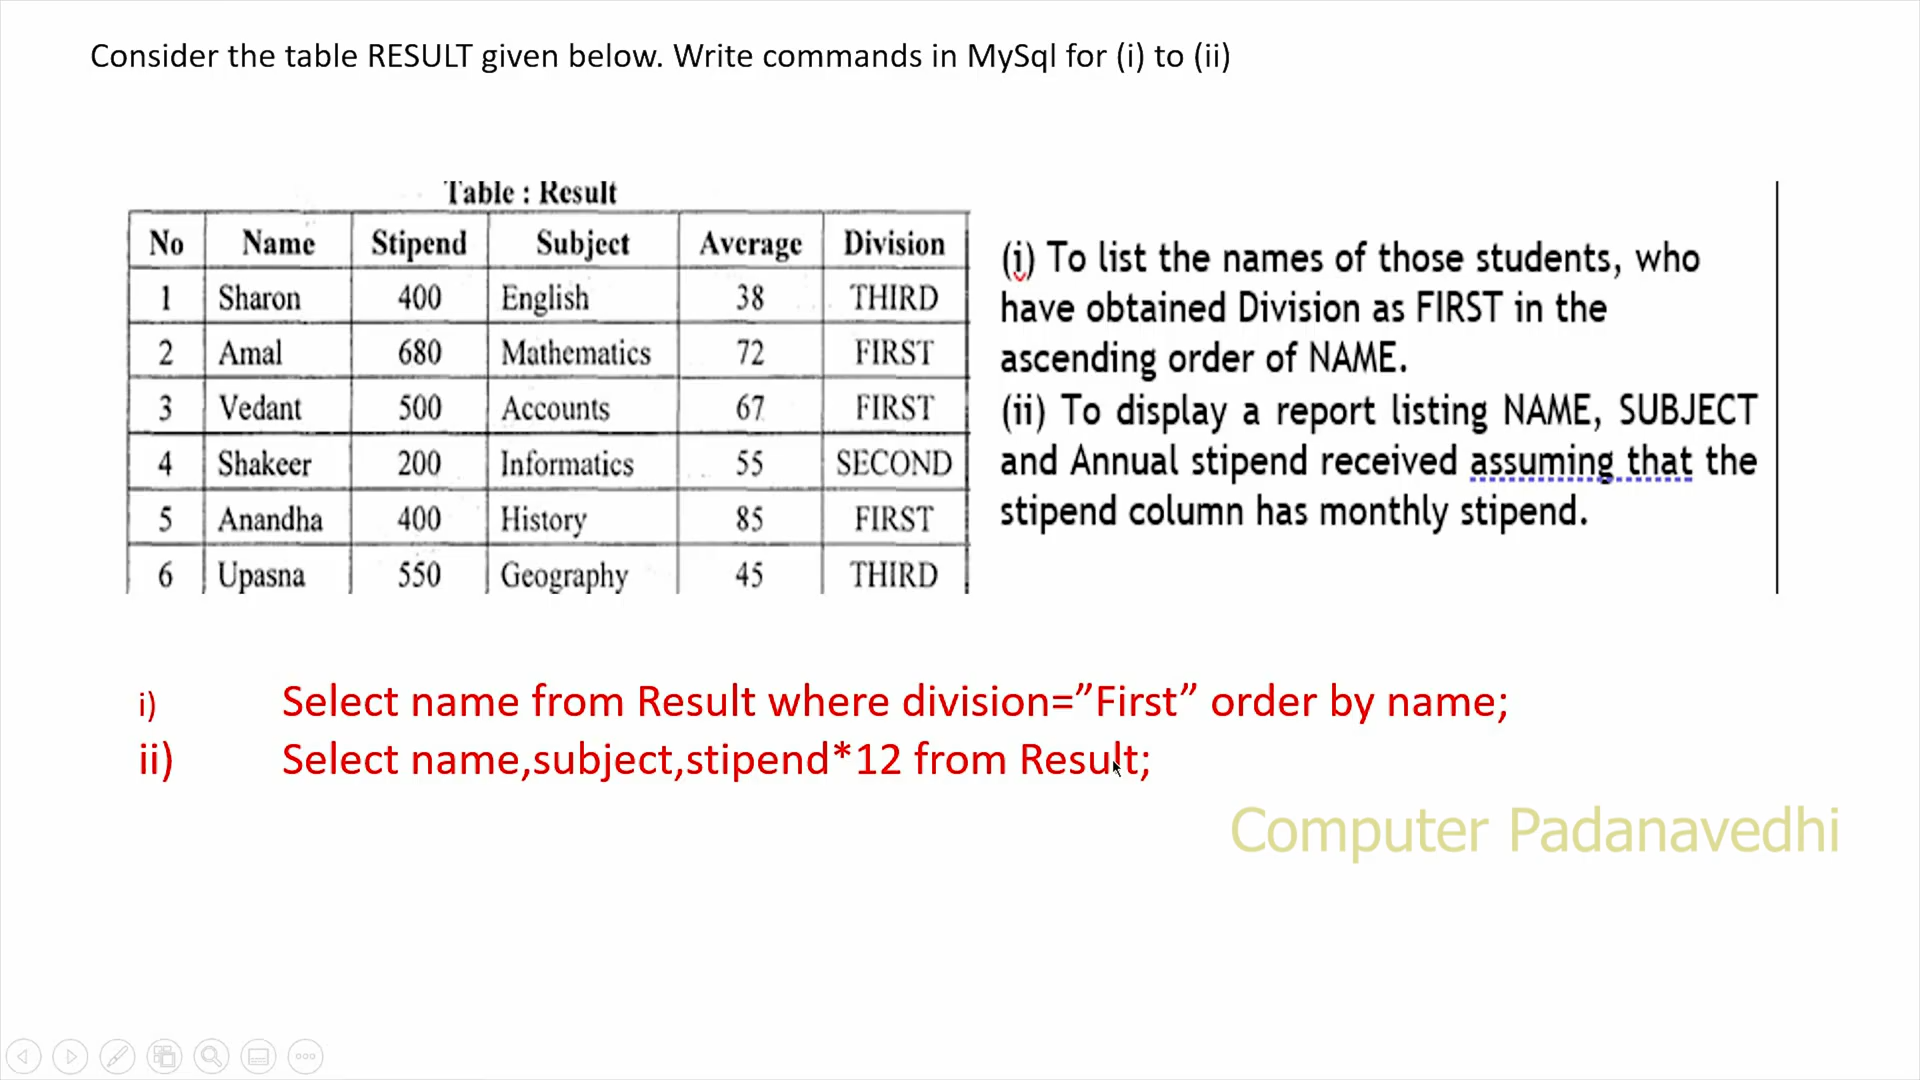 Consider the table RESULT given below. Write commands in MySql for (i) to (ii)
Table : Result
No Name Stipend Subject Average Division
1 Sharon 400 English 38 THIRD
2 Amal 680 Mathematics 72 FIRST
3 Vedant 500 Accounts 67 FIRST
4 Shakeer 200 Informatics 55 SECOND
5 Anandha 400 History 85 FIRST
6 Upasna 550 Geography 45 THIRD
(i) To list the names of those students, who
have obtained Division as FIRST in the
ascending order of NAME.
(ii) To display a report listing NAME, SUBJECT
and Annual stipend received assuming that the
stipend column has monthly stipend.
i) Select name from Result where division=”First” order by name;
ii) Select name,subject,stipend*12 from Result;
Computer Padanavedhi